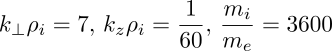 k_⊥ρ_i = 7, k_zρ_i = 1/60, m_i/m_e = 3600